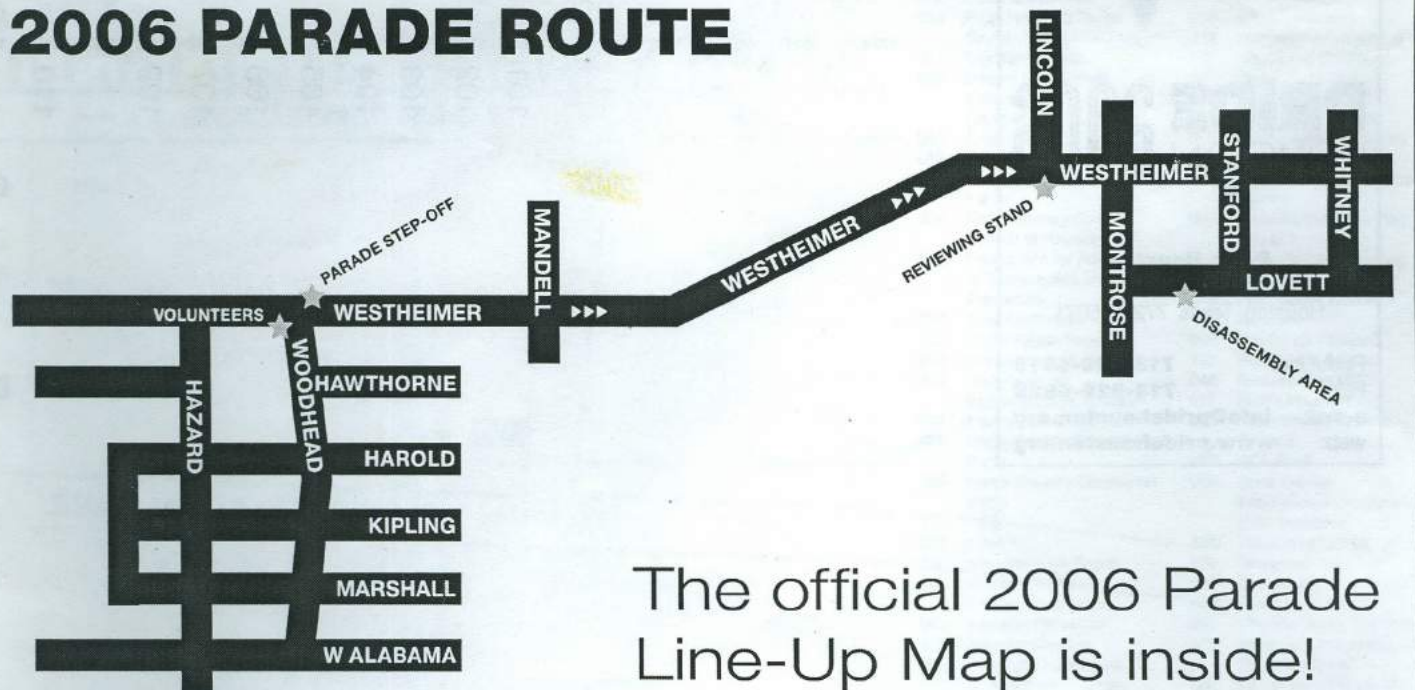 2006 PARADE ROUTE
LINCOLN
WESTHEIMER
STANFORD
WHITNEY
PARADE STEP-OFF
MANDELL
WESTHEIMER
REVIEWING STAND
MONTROSE
LOVETT
VOLUNTEERS
WESTHEIMER
DISASSEMBLY AREA
HAZARD
WOODHEAD
HAWTHORNE
HAROLD
KIPLING
MARSHALL
W ALABAMA
The official 2006 Parade
Line-Up Map is inside!